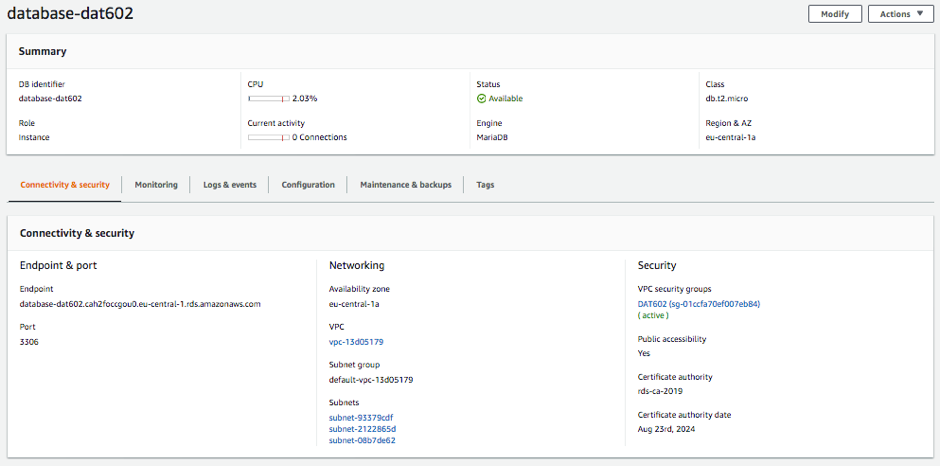 database-dat602
Modify
Actions
Summary
DB identifier
database-dat602
CPU
2.03%
Status
Available
Class
db.t2.micro
Role
Instance
Current activity
0 Connections
Engine
MariaDB
Region & AZ
eu-central-1a
Connectivity & security
Monitoring
Logs & events
Configuration
Maintenance & backups
Tags
Connectivity & security
Endpoint & port
Endpoint
database-dat602.cah2foccgou0.eu-central-1.rds.amazonaws.com
Port
3306
Networking
Availability zone
eu-central-1a
VPC
vpc-13d05179
Subnet group
default-vpc-13d05179
Subnets
subnet-93379cdf
subnet-2122865d
subnet-08b7de62
Security
VPC security groups
DAT602 (sg-01ccfa70ef007eb84)
( active )
Public accessibility
Yes
Certificate authority
rds-ca-2019
Certificate authority date
Aug 23rd, 2024